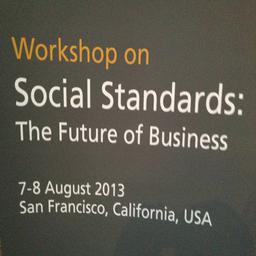 Workshop on
Social Standards:
The Future of Business
7-8 August 2013
San Francisco, California, USA